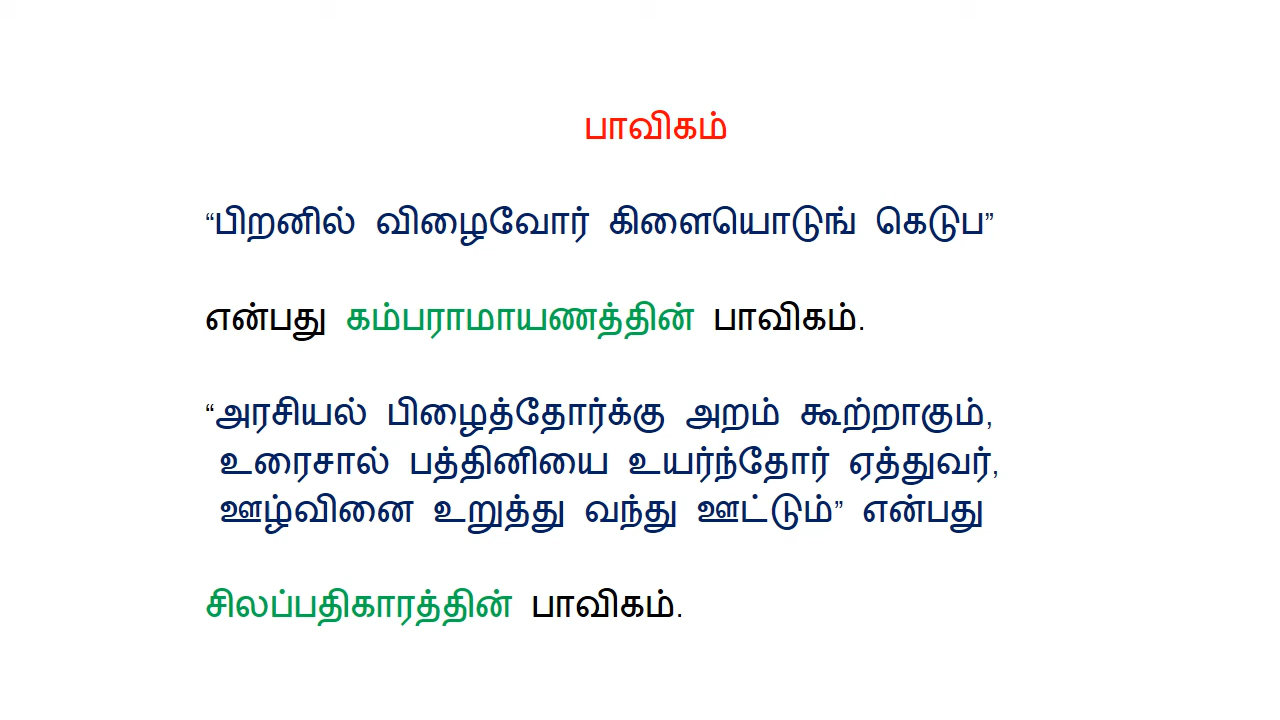 பாவிகம்
“பிறனில் விழைவோர் கிளையொடுங் கெடுப”
என்பது கம்பராமாயணத்தின் பாவிகம்.
“அரசியல் பிழைத்தோர்க்கு அறம் கூற்றாகும்,
உரைசால் பத்தினியை உயர்ந்தோர் ஏத்துவர்,
ஊழ்வினை உறுத்து வந்து ஊட்டும்” என்பது
சிலப்பதிகாரத்தின் பாவிகம்.